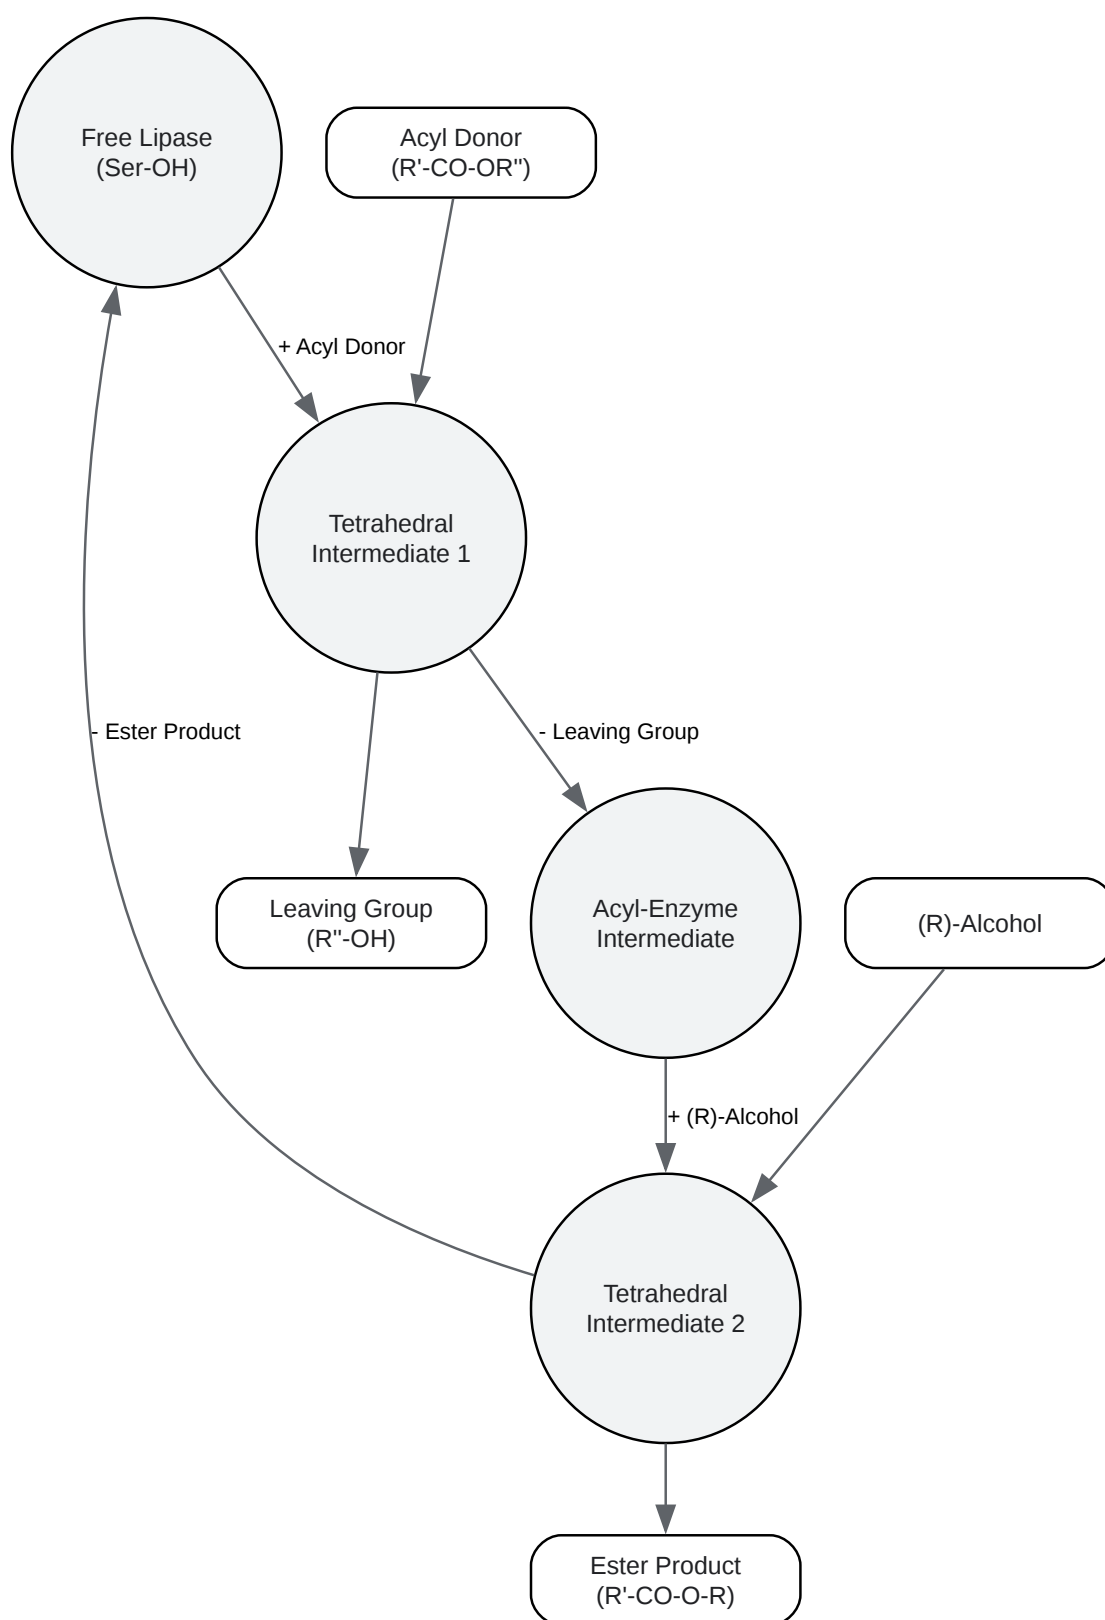 Free Lipase
(Ser-OH)
Acyl Donor
(R'-CO-OR")
+ Acyl Donor
Tetrahedral
Intermediate 1
- Ester Product
- Leaving Group
Leaving Group
(R"-OH)
Acyl-Enzyme
Intermediate
(R)-Alcohol
+ (R)-Alcohol
Tetrahedral
Intermediate 2
Ester Product
(R'-CO-O-R)